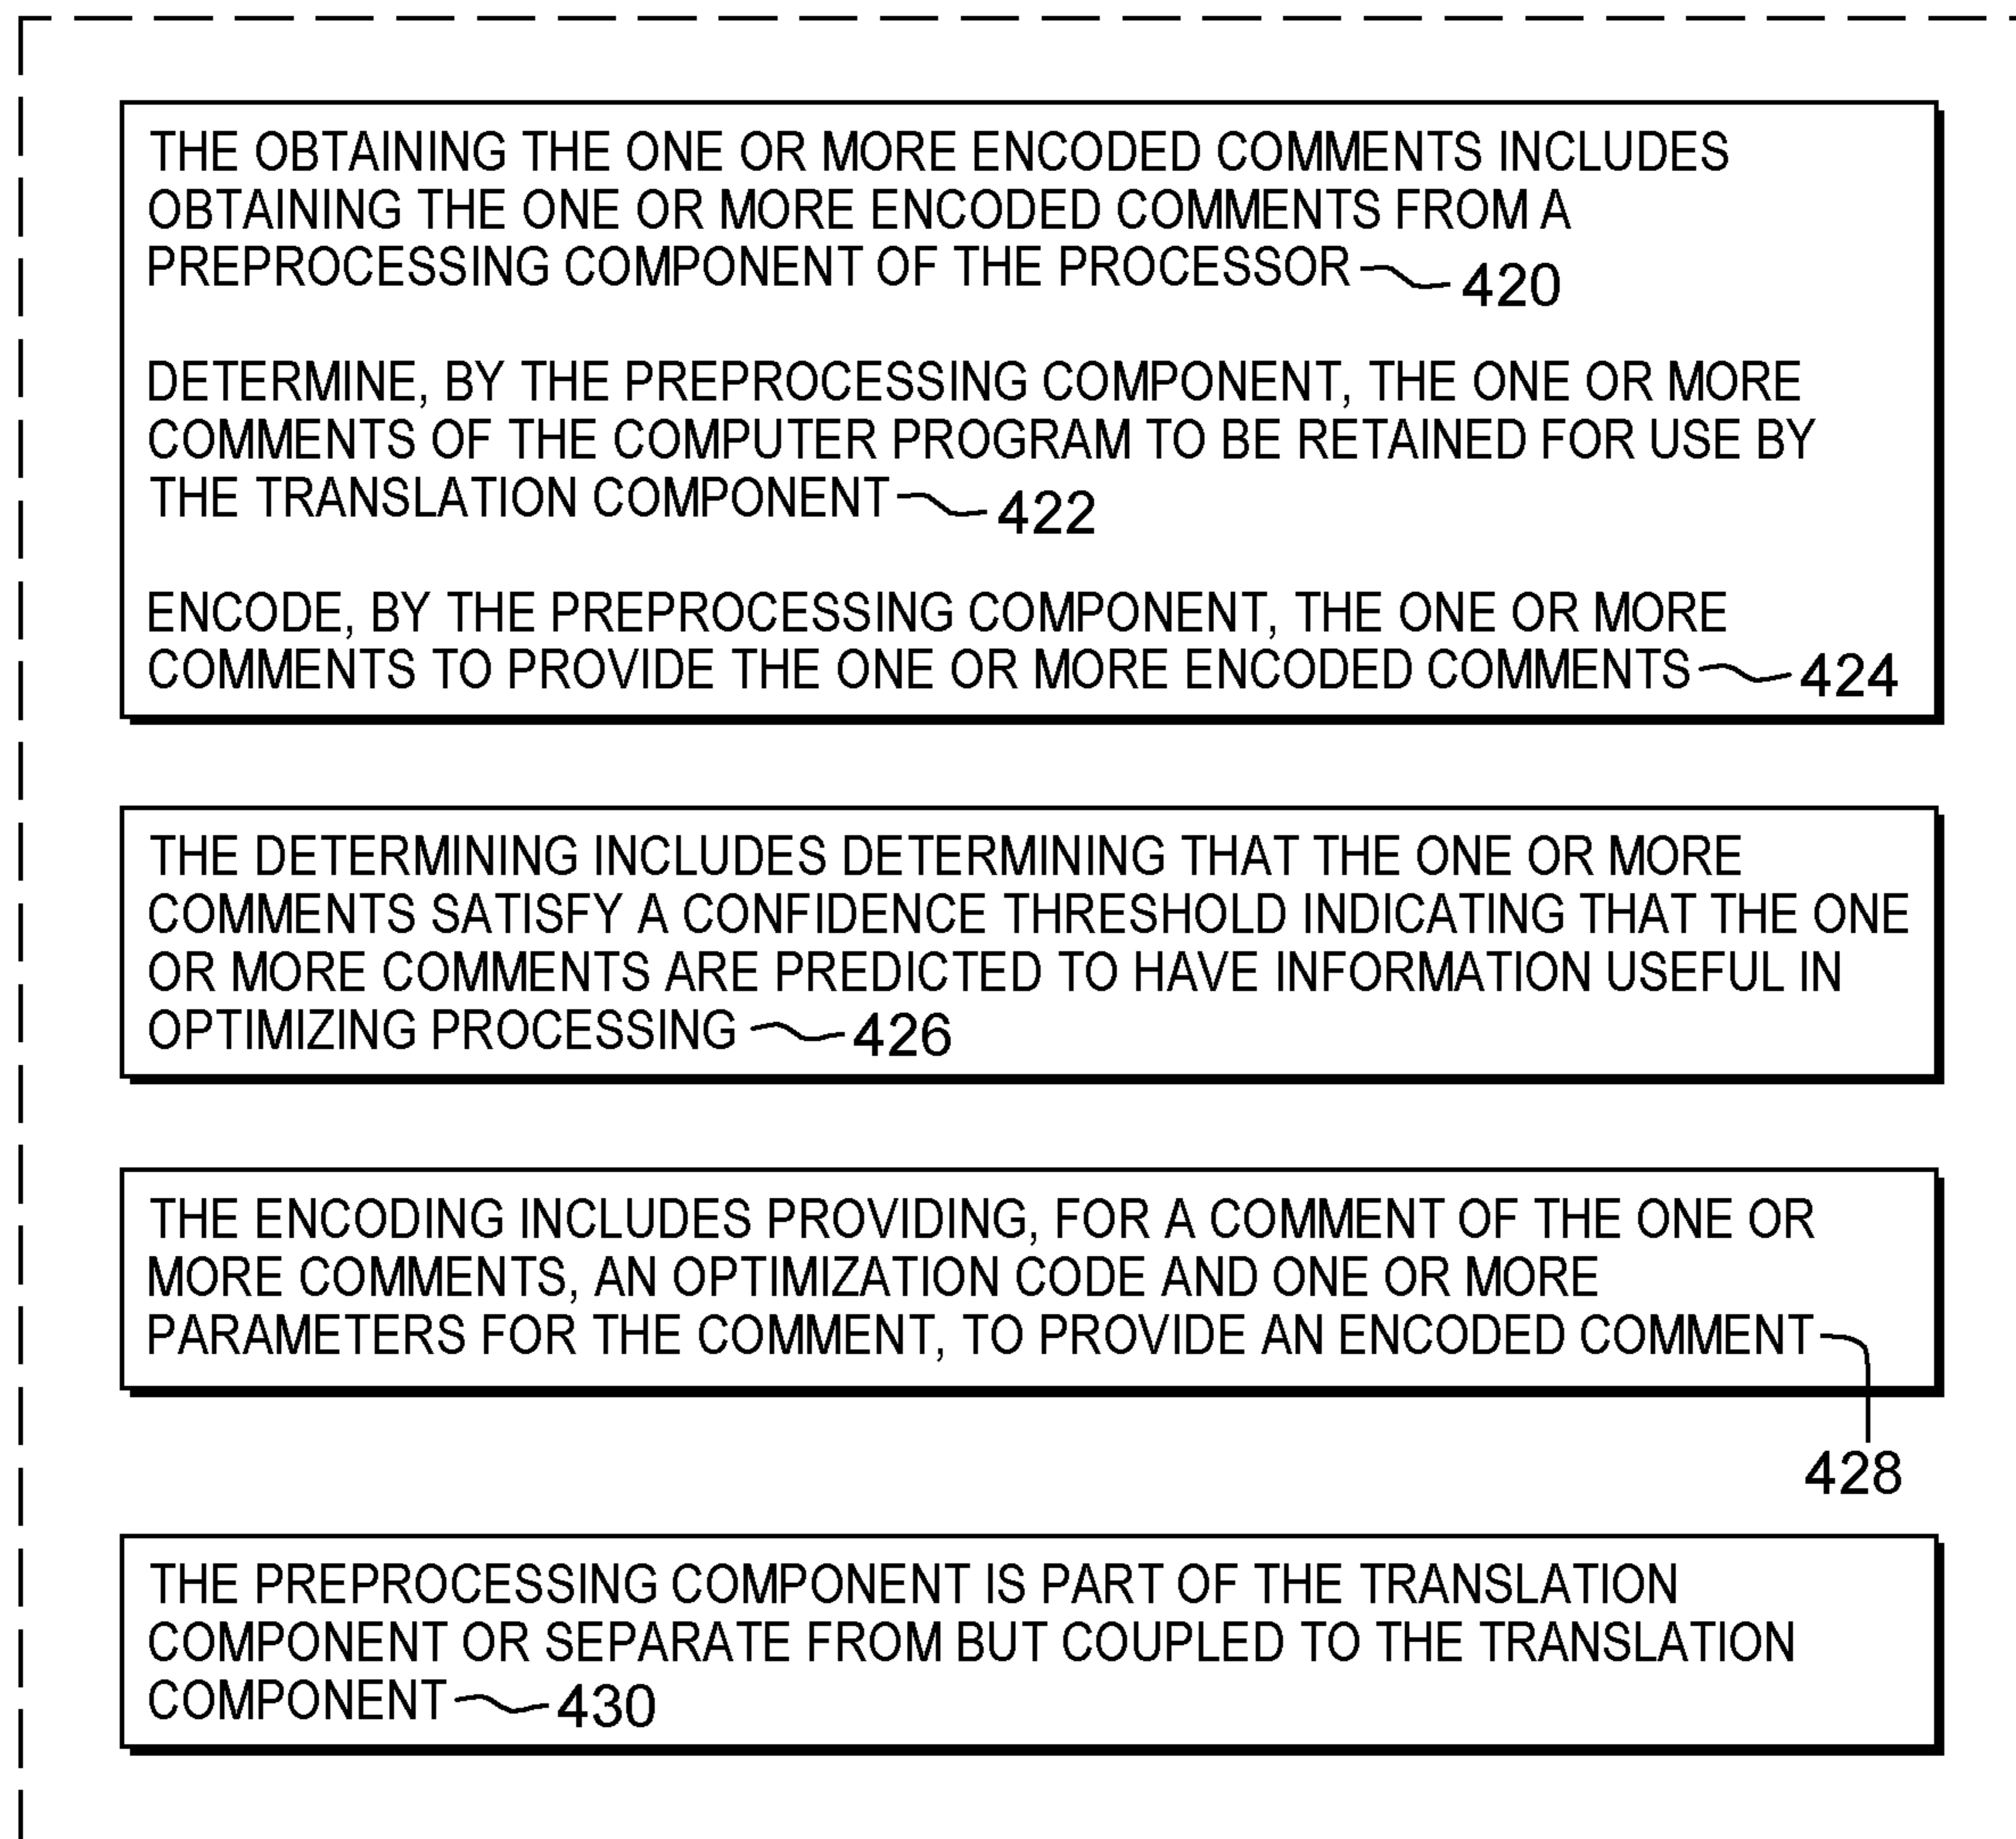 THE OBTAINING THE ONE OR MORE ENCODED COMMENTS INCLUDES
OBTAINING THE ONE OR MORE ENCODED COMMENTS FROM A
PREPROCESSING COMPONENT OF THE PROCESSOR 420
DETERMINE, BY THE PREPROCESSING COMPONENT, THE ONE OR MORE
COMMENTS OF THE COMPUTER PROGRAM TO BE RETAINED FOR USE BY
THE TRANSLATION COMPONENT 422
ENCODE, BY THE PREPROCESSING COMPONENT, THE ONE OR MORE
COMMENTS TO PROVIDE THE ONE OR MORE ENCODED COMMENTS 424
THE DETERMINING INCLUDES DETERMINING THAT THE ONE OR MORE
COMMENTS SATISFY A CONFIDENCE THRESHOLD INDICATING THAT THE ONE
OR MORE COMMENTS ARE PREDICTED TO HAVE INFORMATION USEFUL IN
OPTIMIZING PROCESSING 426
THE ENCODING INCLUDES PROVIDING, FOR A COMMENT OF THE ONE OR
MORE COMMENTS, AN OPTIMIZATION CODE AND ONE OR MORE
PARAMETERS FOR THE COMMENT, TO PROVIDE AN ENCODED COMMENT
428
THE PREPROCESSING COMPONENT IS PART OF THE TRANSLATION
COMPONENT OR SEPARATE FROM BUT COUPLED TO THE TRANSLATION
COMPONENT 430